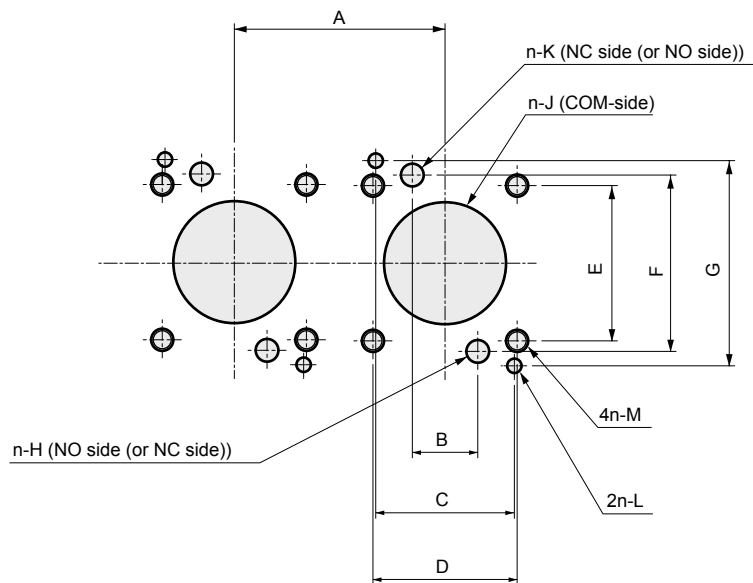 A
n-K (NC side (or NO side))
n-J (COM-side)
E
F
G
4n-M
B
n-H (NO side (or NC side))
C
2n-L
D